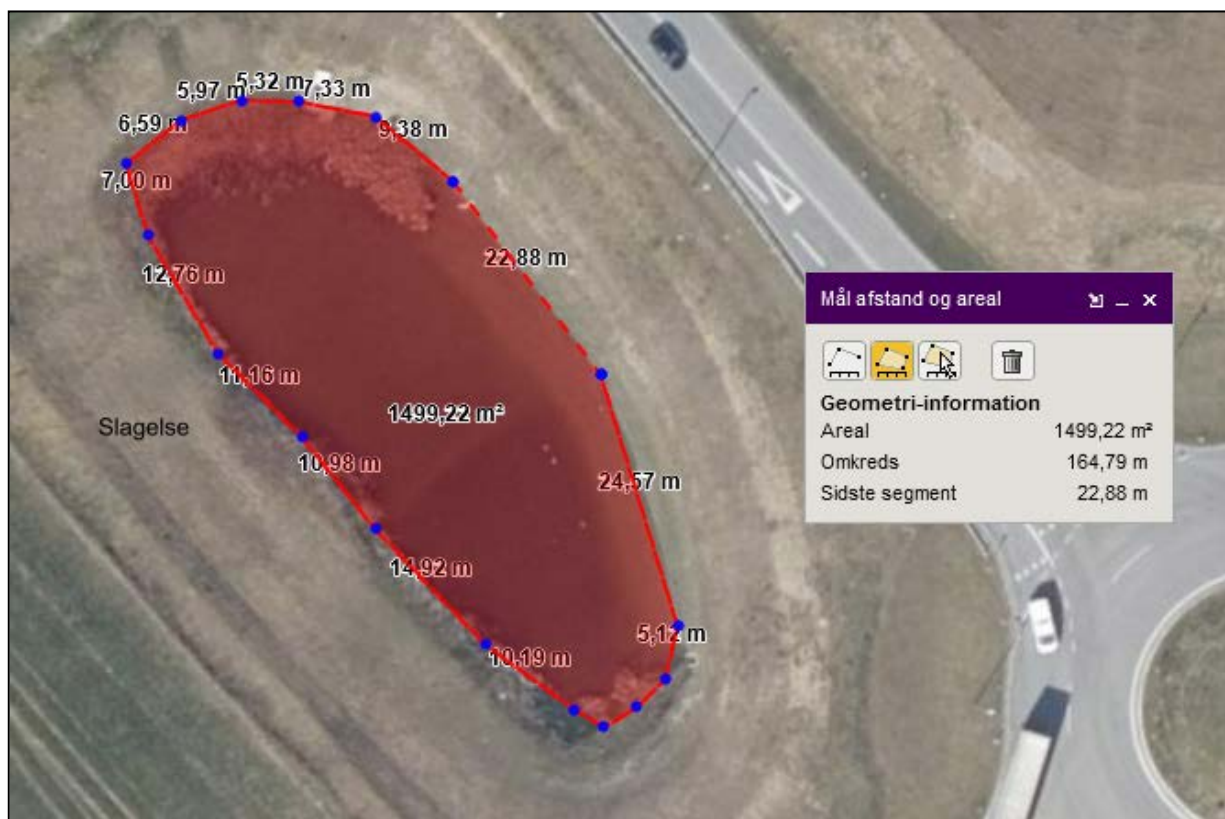 5,32 m
5,97 m
7,33 m
6,59 m
9,38 m
7,00 m
22,88 m
12,76 m
Mål afstand og areal
11,16 m
Geometri-information
1499,22 m²
Slagelse
Areal 1499,22 m²
Omkreds 164,79 m
10,98 m
24,57 m
Sidste segment 22,88 m
14,92 m
5,12 m
10,19 m